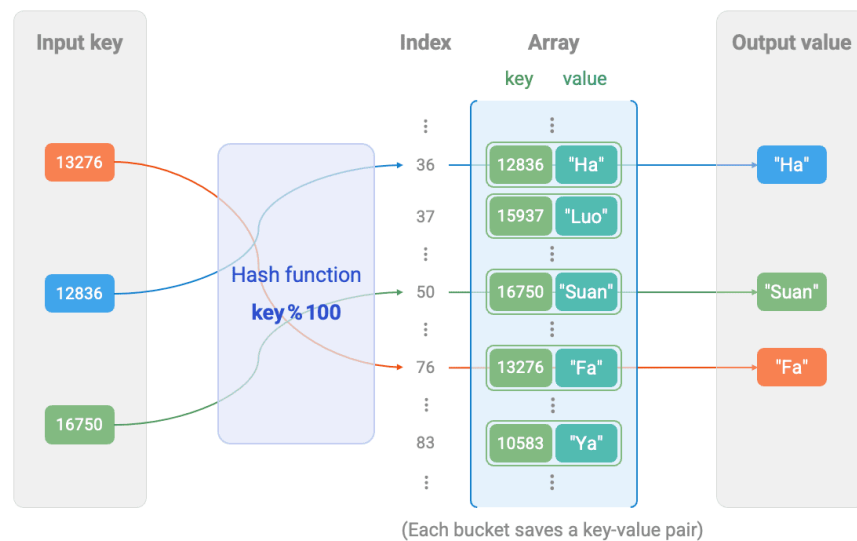 Input key
Index
Array
Output value
key value
⋮ ⋮
13276
36 12836 "Ha" "Ha"
37 15937 "Luo"
⋮ ⋮
Hash function
key % 100
12836
50 16750 "Suan" "Suan"
⋮ ⋮
76 13276 "Fa" "Fa"
⋮ ⋮
16750
83 10583 "Ya"
⋮ ⋮
(Each bucket saves a key-value pair)